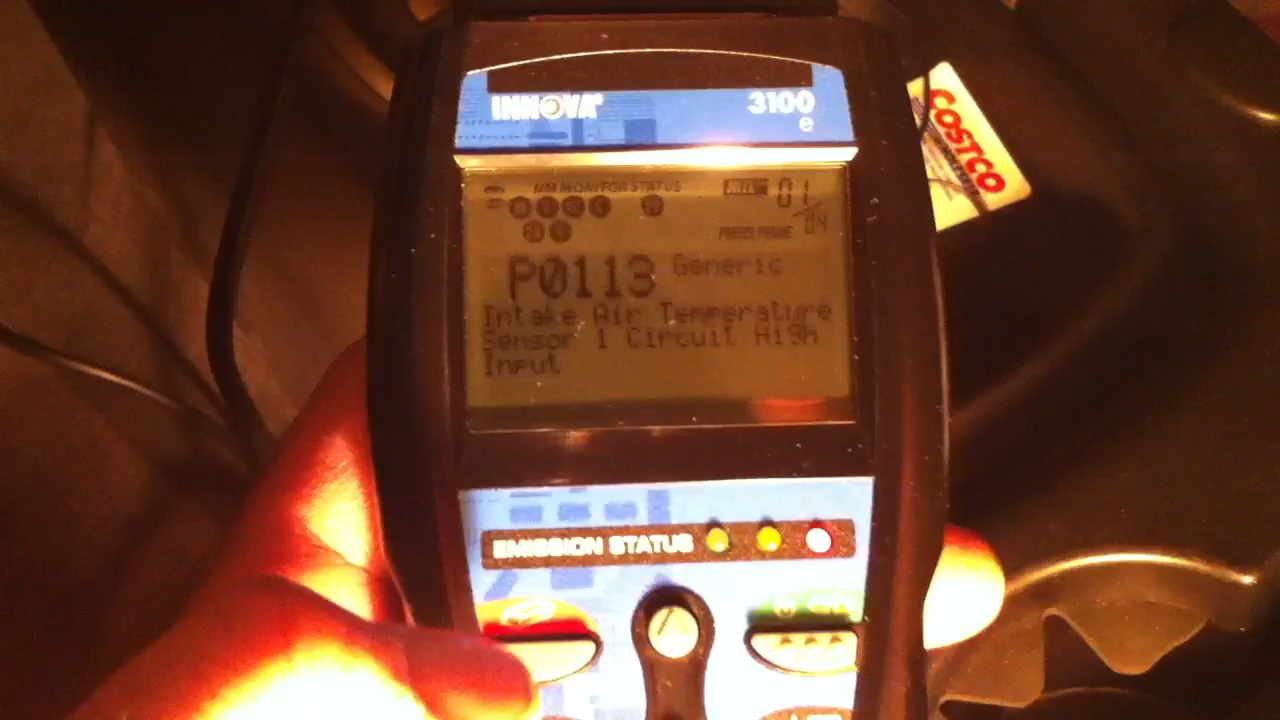 INNOVA
3100
e
COSTCO
I/M MONITOR STATUS
MIL
01
04
FREEZE FRAME
P0113 Generic
Intake Air Temperature
Sensor 1 Circuit High
Input
EMISSION STATUS